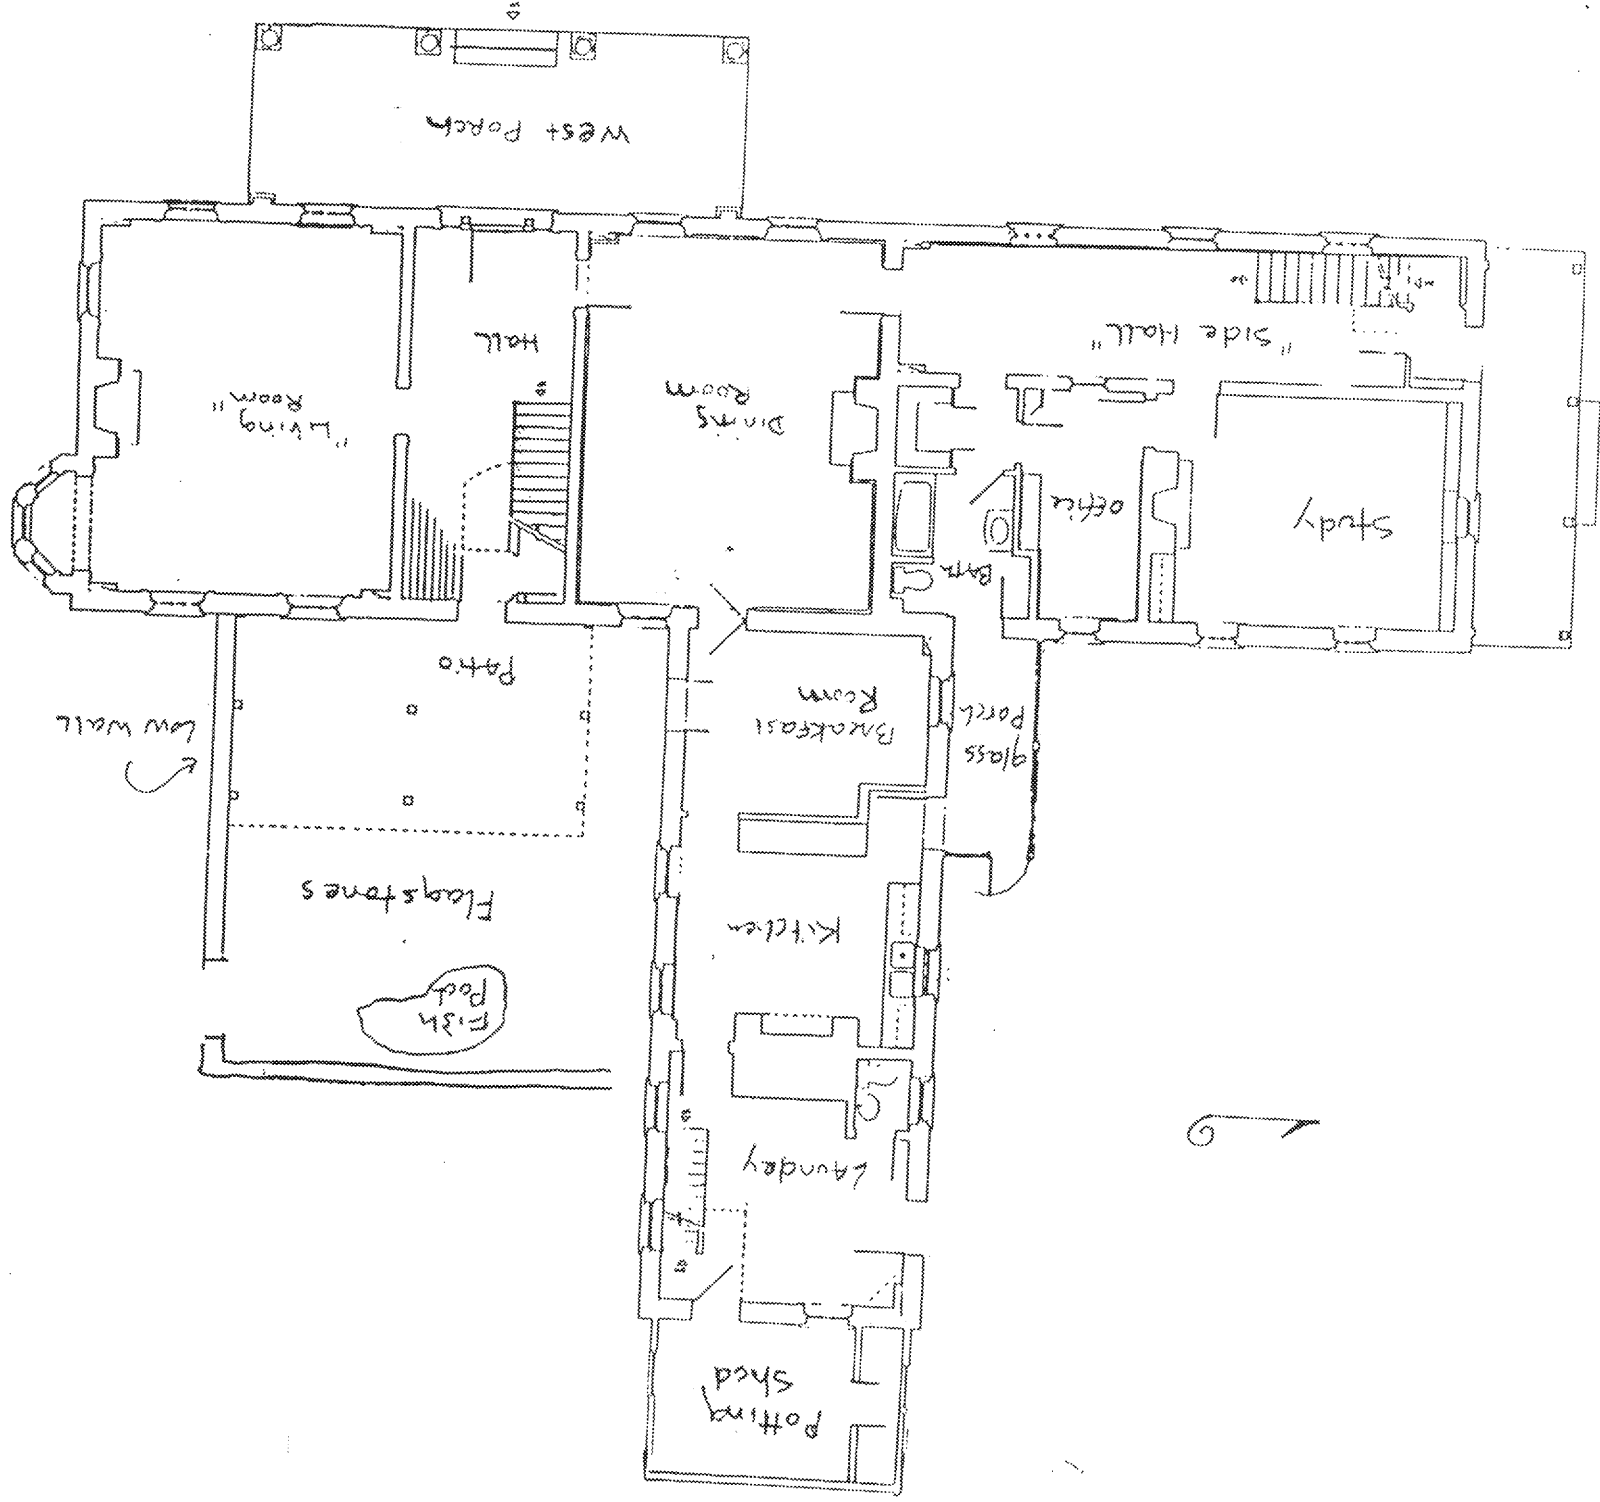 Potting
Shed
Laundry
Fish
Pod
Kitchen
Flagstones
glass
Porch
Breakfast
Room
Low Wall
Patio
Bath
Study
Office
Dining
Room
"Living
Room"
"Side Hall"
Hall
West Porch